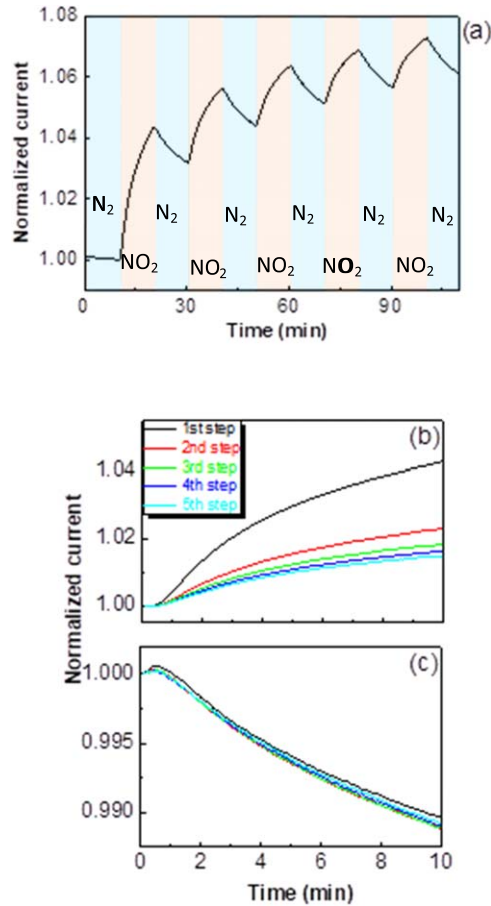 (a)
Normalized current
1.08
1.06
1.04
1.02
1.00
N₂ N₂ N₂ N₂ N₂ N₂
NO₂ NO₂ NO₂ NO₂ NO₂
0 30 60 90
Time (min)
(b)
1st step
2nd step
3rd step
4th step
5th step
1.04
1.02
1.00
Normalized current
(c)
1.000
0.995
0.990
0 2 4 6 8 10
Time (min)